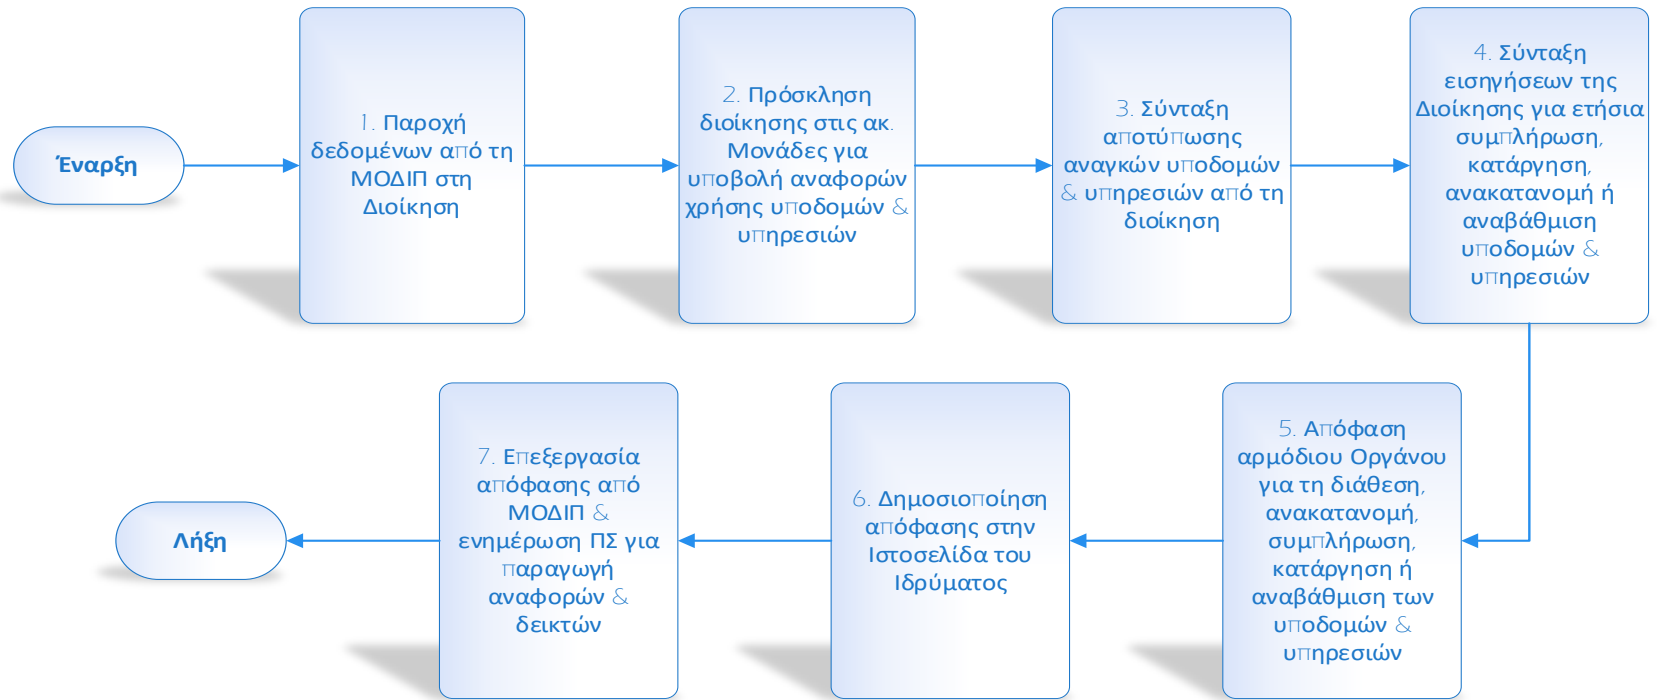 Έναρξη
1. Παροχή
δεδομένων από τη
ΜΟΔΙΠ στη
Διοίκηση
2. Πρόσκληση
διοίκησης στις ακ.
Μονάδες για
υποβολή αναφορών
χρήσης υποδομών &
υπηρεσιών
3. Σύνταξη
αποτύπωσης
αναγκών υποδομών
& υπηρεσιών από τη
διοίκηση
4. Σύνταξη
εισηγήσεων της
Διοίκησης για ετήσια
συμπλήρωση,
κατάργηση,
ανακατανομή ή
αναβάθμιση
υποδομών &
υπηρεσιών
5. Απόφαση
αρμόδιου Οργάνου
για τη διάθεση,
ανακατανομή,
συμπλήρωση,
κατάργηση ή
αναβάθμιση των
υποδομών &
υπηρεσιών
6. Δημοσιοποίηση
απόφασης στην
Ιστοσελίδα του
Ιδρύματος
7. Επεξεργασία
απόφασης από
ΜΟΔΙΠ &
ενημέρωση ΠΣ για
παραγωγή
αναφορών &
δεικτών
Λήξη